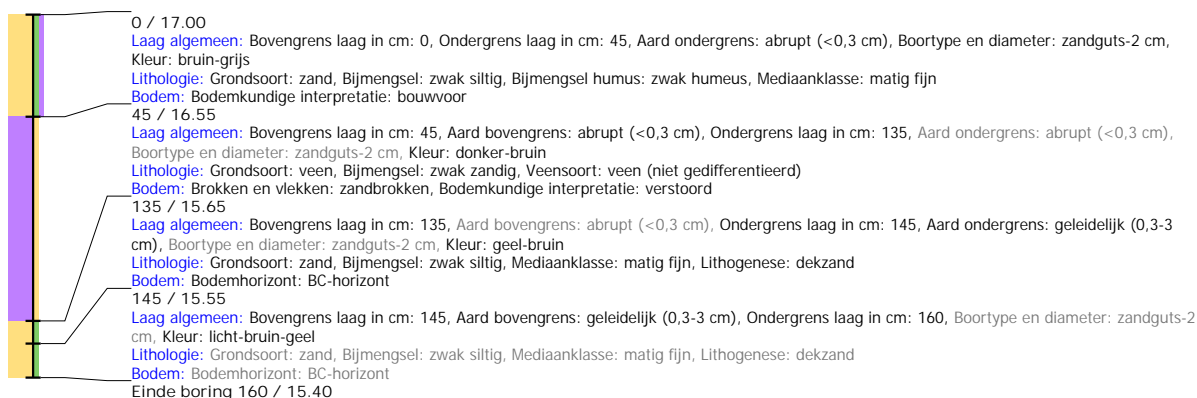 0 / 17.00
Laag algemeen: Bovengrens laag in cm: 0, Ondergrens laag in cm: 45, Aard ondergrens: abrupt (<0,3 cm), Boortype en diameter: zandguts-2 cm,
Kleur: bruin-grijs
Lithologie: Grondsoort: zand, Bijmengsel: zwak siltig, Bijmengsel humus: zwak humeus, Mediaanklasse: matig fijn
Bodem: Bodemkundige interpretatie: bouwvoor
45 / 16.55
Laag algemeen: Bovengrens laag in cm: 45, Aard bovengrens: abrupt (<0,3 cm), Ondergrens laag in cm: 135, Aard ondergrens: abrupt (<0,3 cm),
Boortype en diameter: zandguts-2 cm, Kleur: donker-bruin
Lithologie: Grondsoort: veen, Bijmengsel: zwak zandig, Veensoort: veen (niet gedifferentieerd)
Bodem: Brokken en vlekken: zandbrokken, Bodemkundige interpretatie: verstoord
135 / 15.65
Laag algemeen: Bovengrens laag in cm: 135, Aard bovengrens: abrupt (<0,3 cm), Ondergrens laag in cm: 145, Aard ondergrens: geleidelijk (0,3-3
cm), Boortype en diameter: zandguts-2 cm, Kleur: geel-bruin
Lithologie: Grondsoort: zand, Bijmengsel: zwak siltig, Mediaanklasse: matig fijn, Lithogenese: dekzand
Bodem: Bodemhorizont: BC-horizont
145 / 15.55
Laag algemeen: Bovengrens laag in cm: 145, Aard bovengrens: geleidelijk (0,3-3 cm), Ondergrens laag in cm: 160, Boortype en diameter: zandguts-2
cm, Kleur: licht-bruin-geel
Lithologie: Grondsoort: zand, Bijmengsel: zwak siltig, Mediaanklasse: matig fijn, Lithogenese: dekzand
Bodem: Bodemhorizont: BC-horizont
Einde boring 160 / 15.40